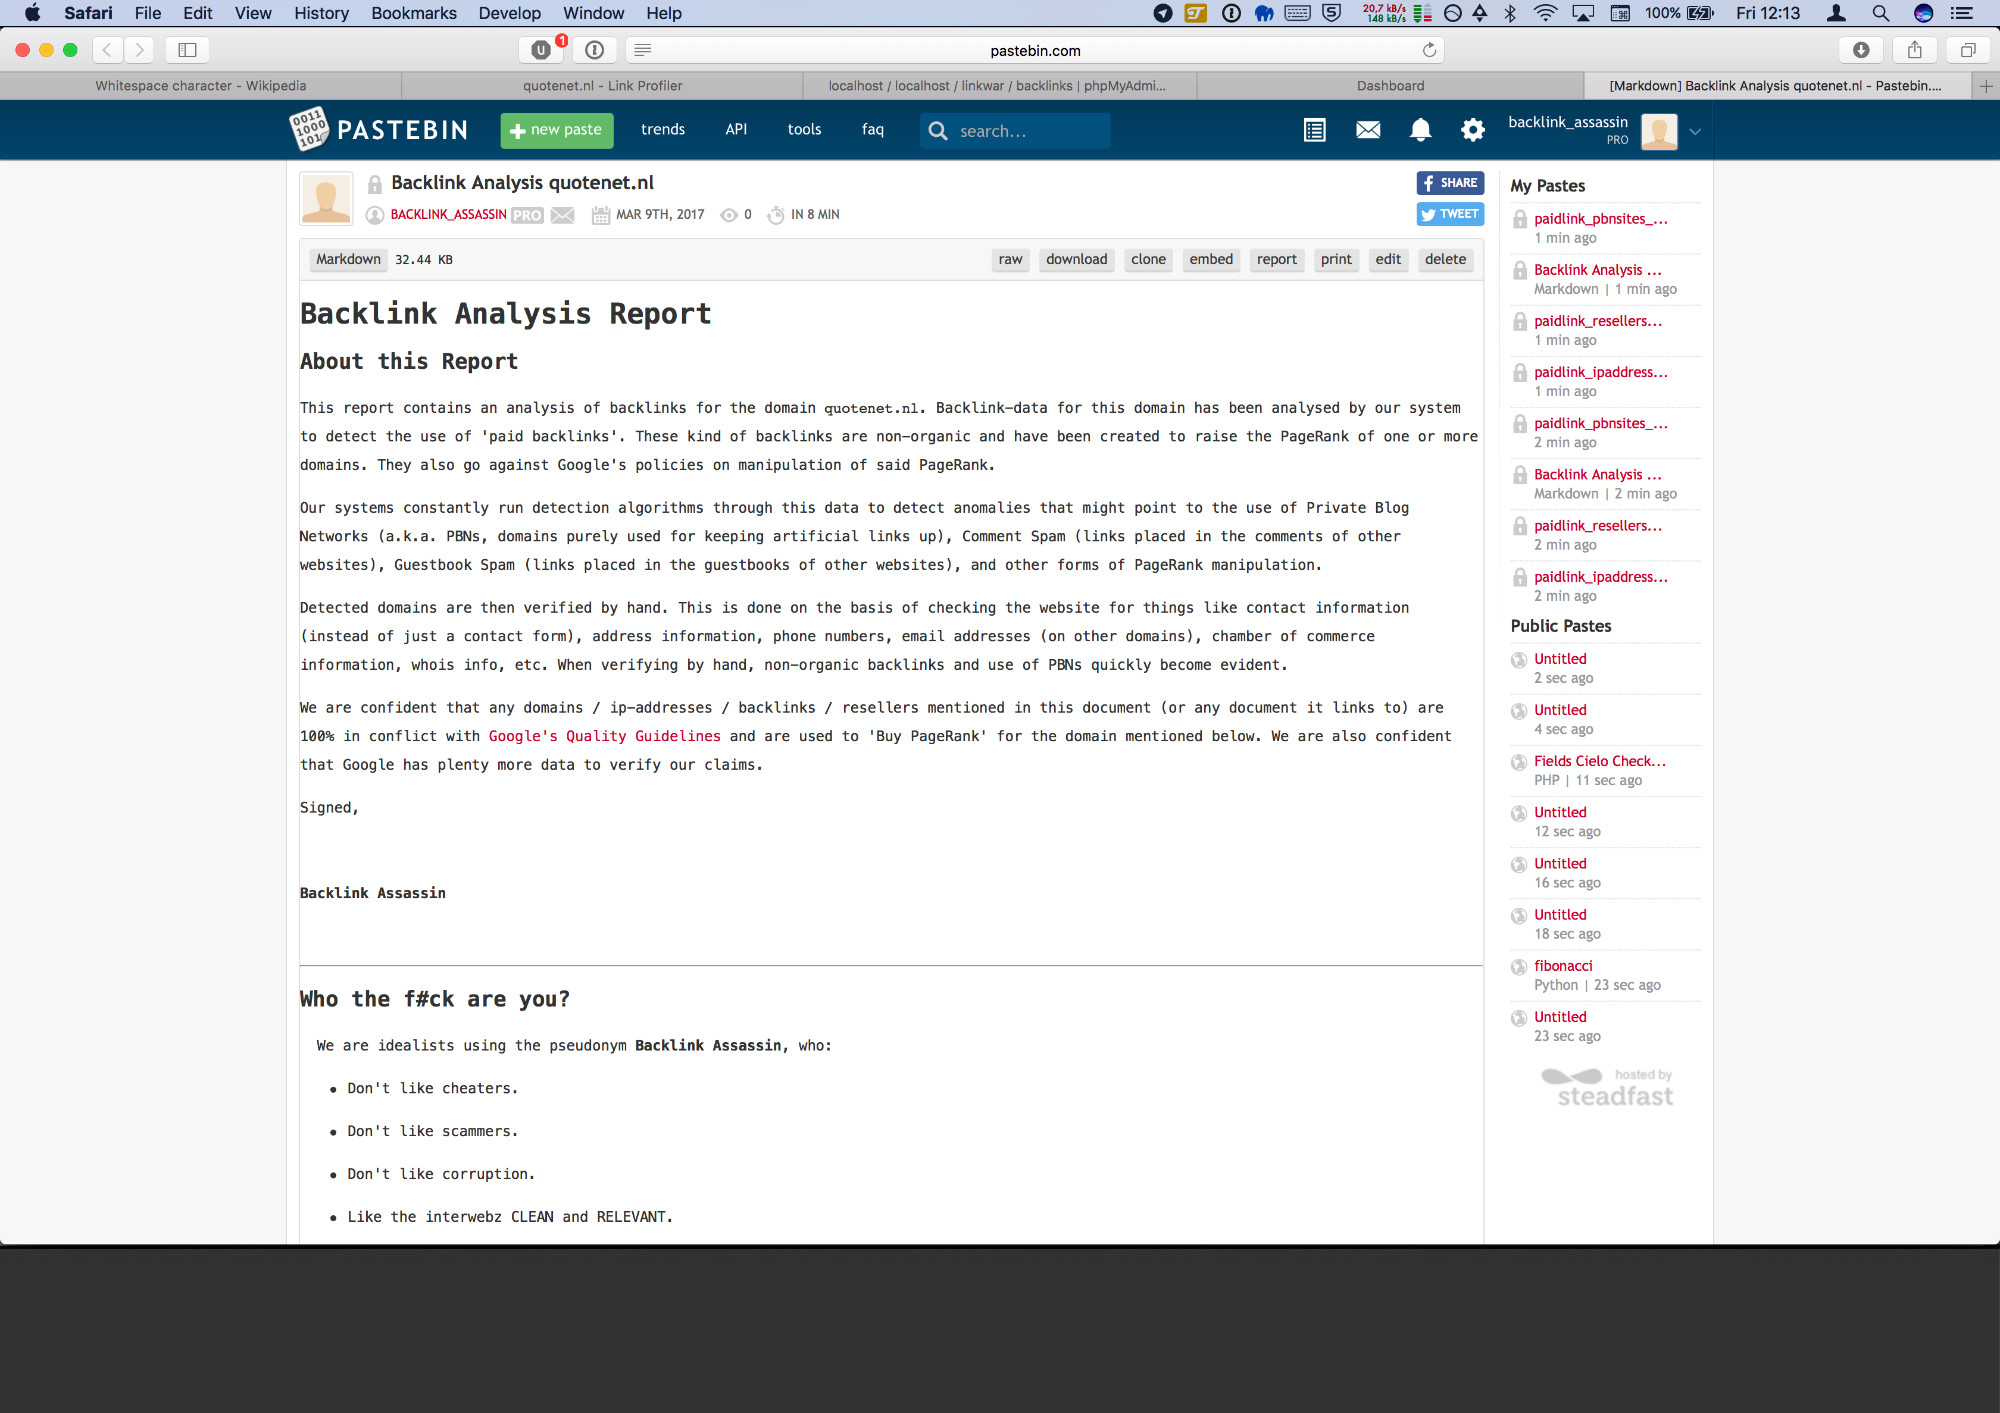 Safari File Edit View History Bookmarks Develop Window Help
20,7 kB/s
148 kB/s
100%
Fri 12:13
1
pastebin.com
Whitespace character - Wikipedia
quotenet.nl - Link Profiler
localhost / localhost / linkwar / backlinks | phpMyAdmi...
Dashboard
[Markdown] Backlink Analysis quotenet.nl - Pastebin....
0011
1000
101
PASTEBIN
new paste
trends
API
tools
faq
search...
backlink_assassin
PRO
Backlink Analysis quotenet.nl
BACKLINK_ASSASSIN PRO MAR 9TH, 2017 0 IN 8 MIN
SHARE
TWEET
Markdown 32.44 KB
raw download clone embed report print edit delete
Backlink Analysis Report
About this Report
This report contains an analysis of backlinks for the domain quotenet.nl. Backlink-data for this domain has been analysed by our system
to detect the use of 'paid backlinks'. These kind of backlinks are non-organic and have been created to raise the PageRank of one or more
domains. They also go against Google's policies on manipulation of said PageRank.
Our systems constantly run detection algorithms through this data to detect anomalies that might point to the use of Private Blog
Networks (a.k.a. PBNs, domains purely used for keeping artificial links up), Comment Spam (links placed in the comments of other
websites), Guestbook Spam (links placed in the guestbooks of other websites), and other forms of PageRank manipulation.
Detected domains are then verified by hand. This is done on the basis of checking the website for things like contact information
(instead of just a contact form), address information, phone numbers, email addresses (on other domains), chamber of commerce
information, whois info, etc. When verifying by hand, non-organic backlinks and use of PBNs quickly become evident.
We are confident that any domains / ip-addresses / backlinks / resellers mentioned in this document (or any document it links to) are
100% in conflict with Google's Quality Guidelines and are used to 'Buy PageRank' for the domain mentioned below. We are also confident
that Google has plenty more data to verify our claims.
Signed,
Backlink Assassin
Who the f#ck are you?
We are idealists using the pseudonym Backlink Assassin, who:
• Don't like cheaters.
• Don't like scammers.
• Don't like corruption.
• Like the interwebz CLEAN and RELEVANT.
My Pastes
paidlink_pbnsites_...
1 min ago
Backlink Analysis ...
Markdown | 1 min ago
paidlink_resellers...
1 min ago
paidlink_ipaddress...
1 min ago
paidlink_pbnsites_...
2 min ago
Backlink Analysis ...
Markdown | 2 min ago
paidlink_resellers...
2 min ago
paidlink_ipaddress...
2 min ago
Public Pastes
Untitled
2 sec ago
Untitled
4 sec ago
Fields Cielo Check...
PHP | 11 sec ago
Untitled
12 sec ago
Untitled
16 sec ago
Untitled
18 sec ago
fibonacci
Python | 23 sec ago
Untitled
23 sec ago
hosted by
steadfast